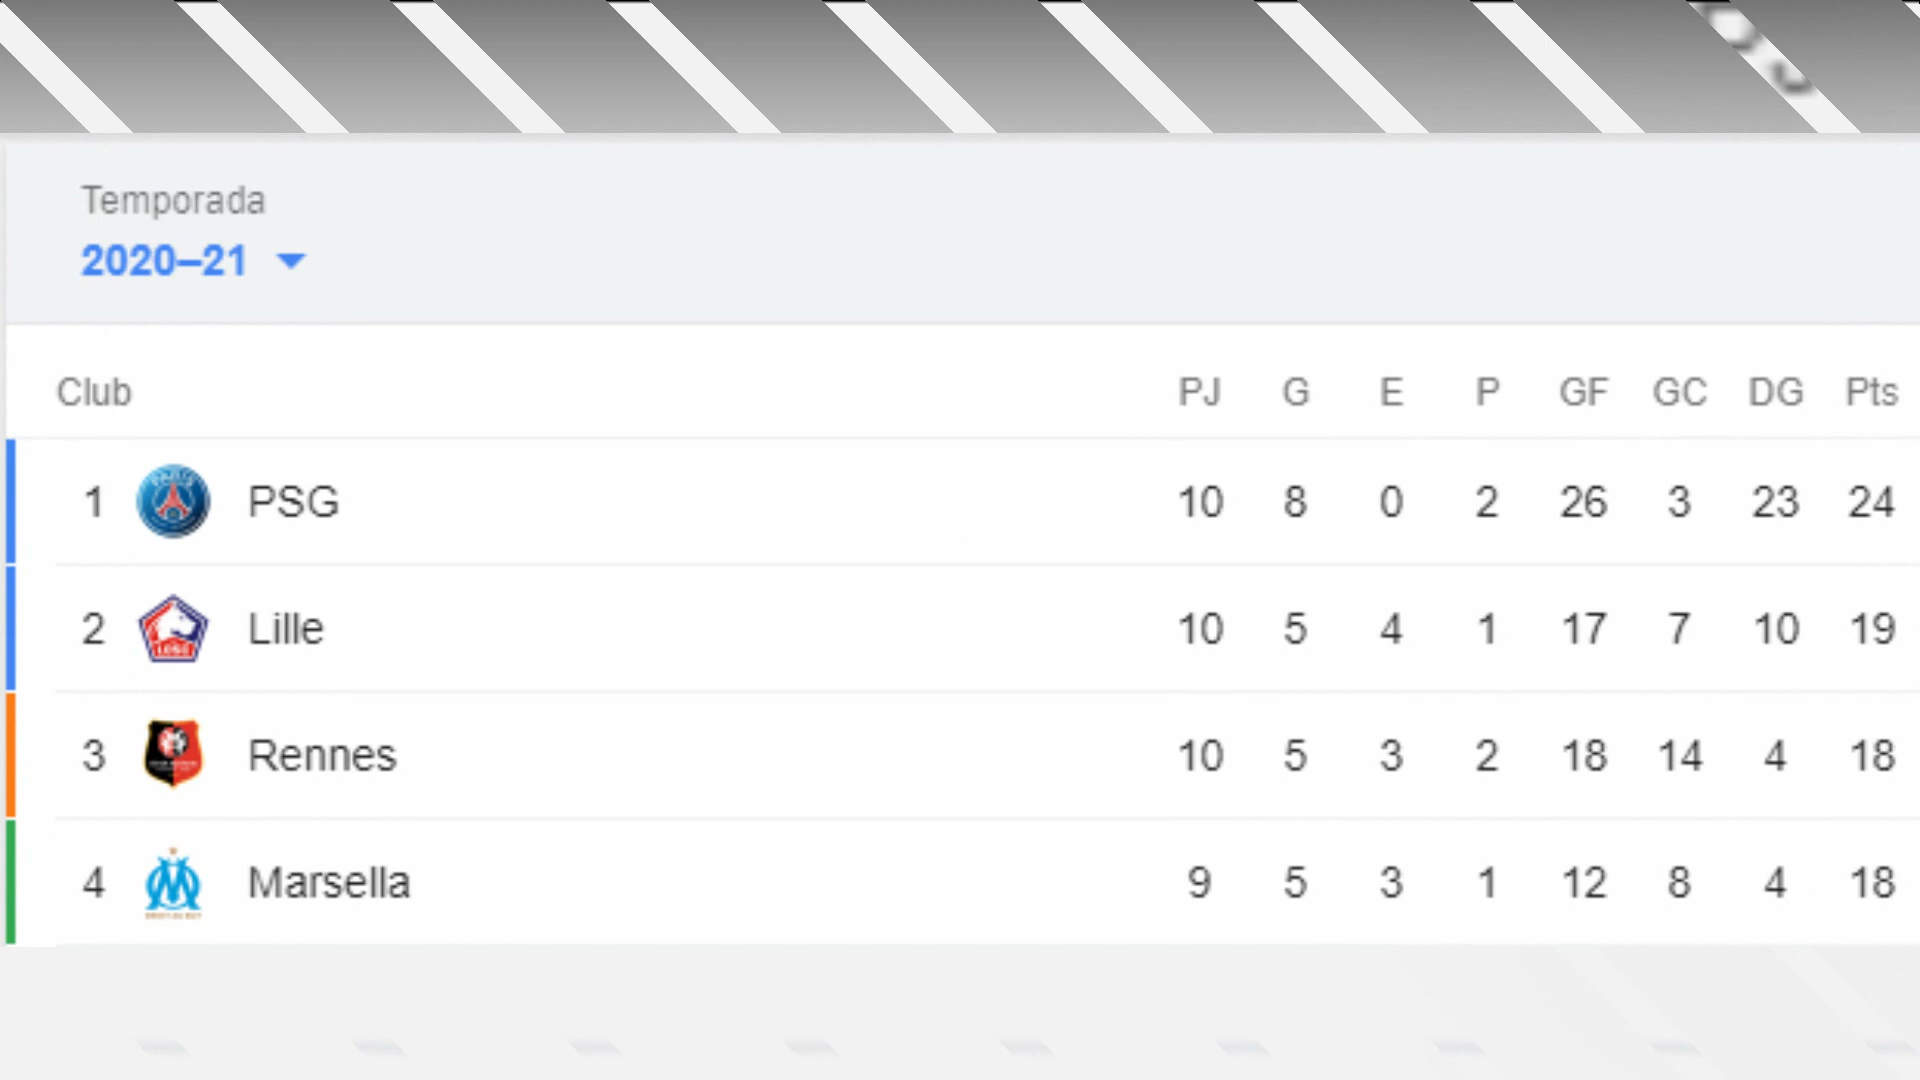 Temporada
2020–21
Club PJ G E P GF GC DG Pts
1 PSG 10 8 0 2 26 3 23 24
2 Lille 10 5 4 1 17 7 10 19
3 Rennes 10 5 3 2 18 14 4 18
4 Marsella 9 5 3 1 12 8 4 18